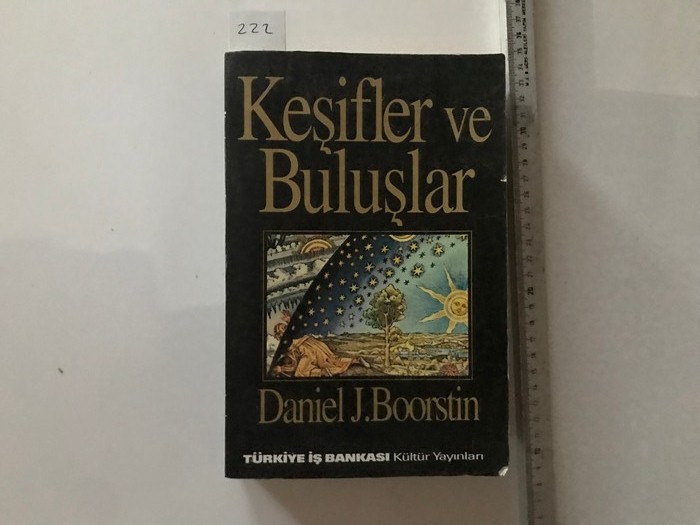 222
Keşifler ve
Buluşlar
Daniel J.Boorstin
TÜRKİYE İŞ BANKASI Kültür Yayınları